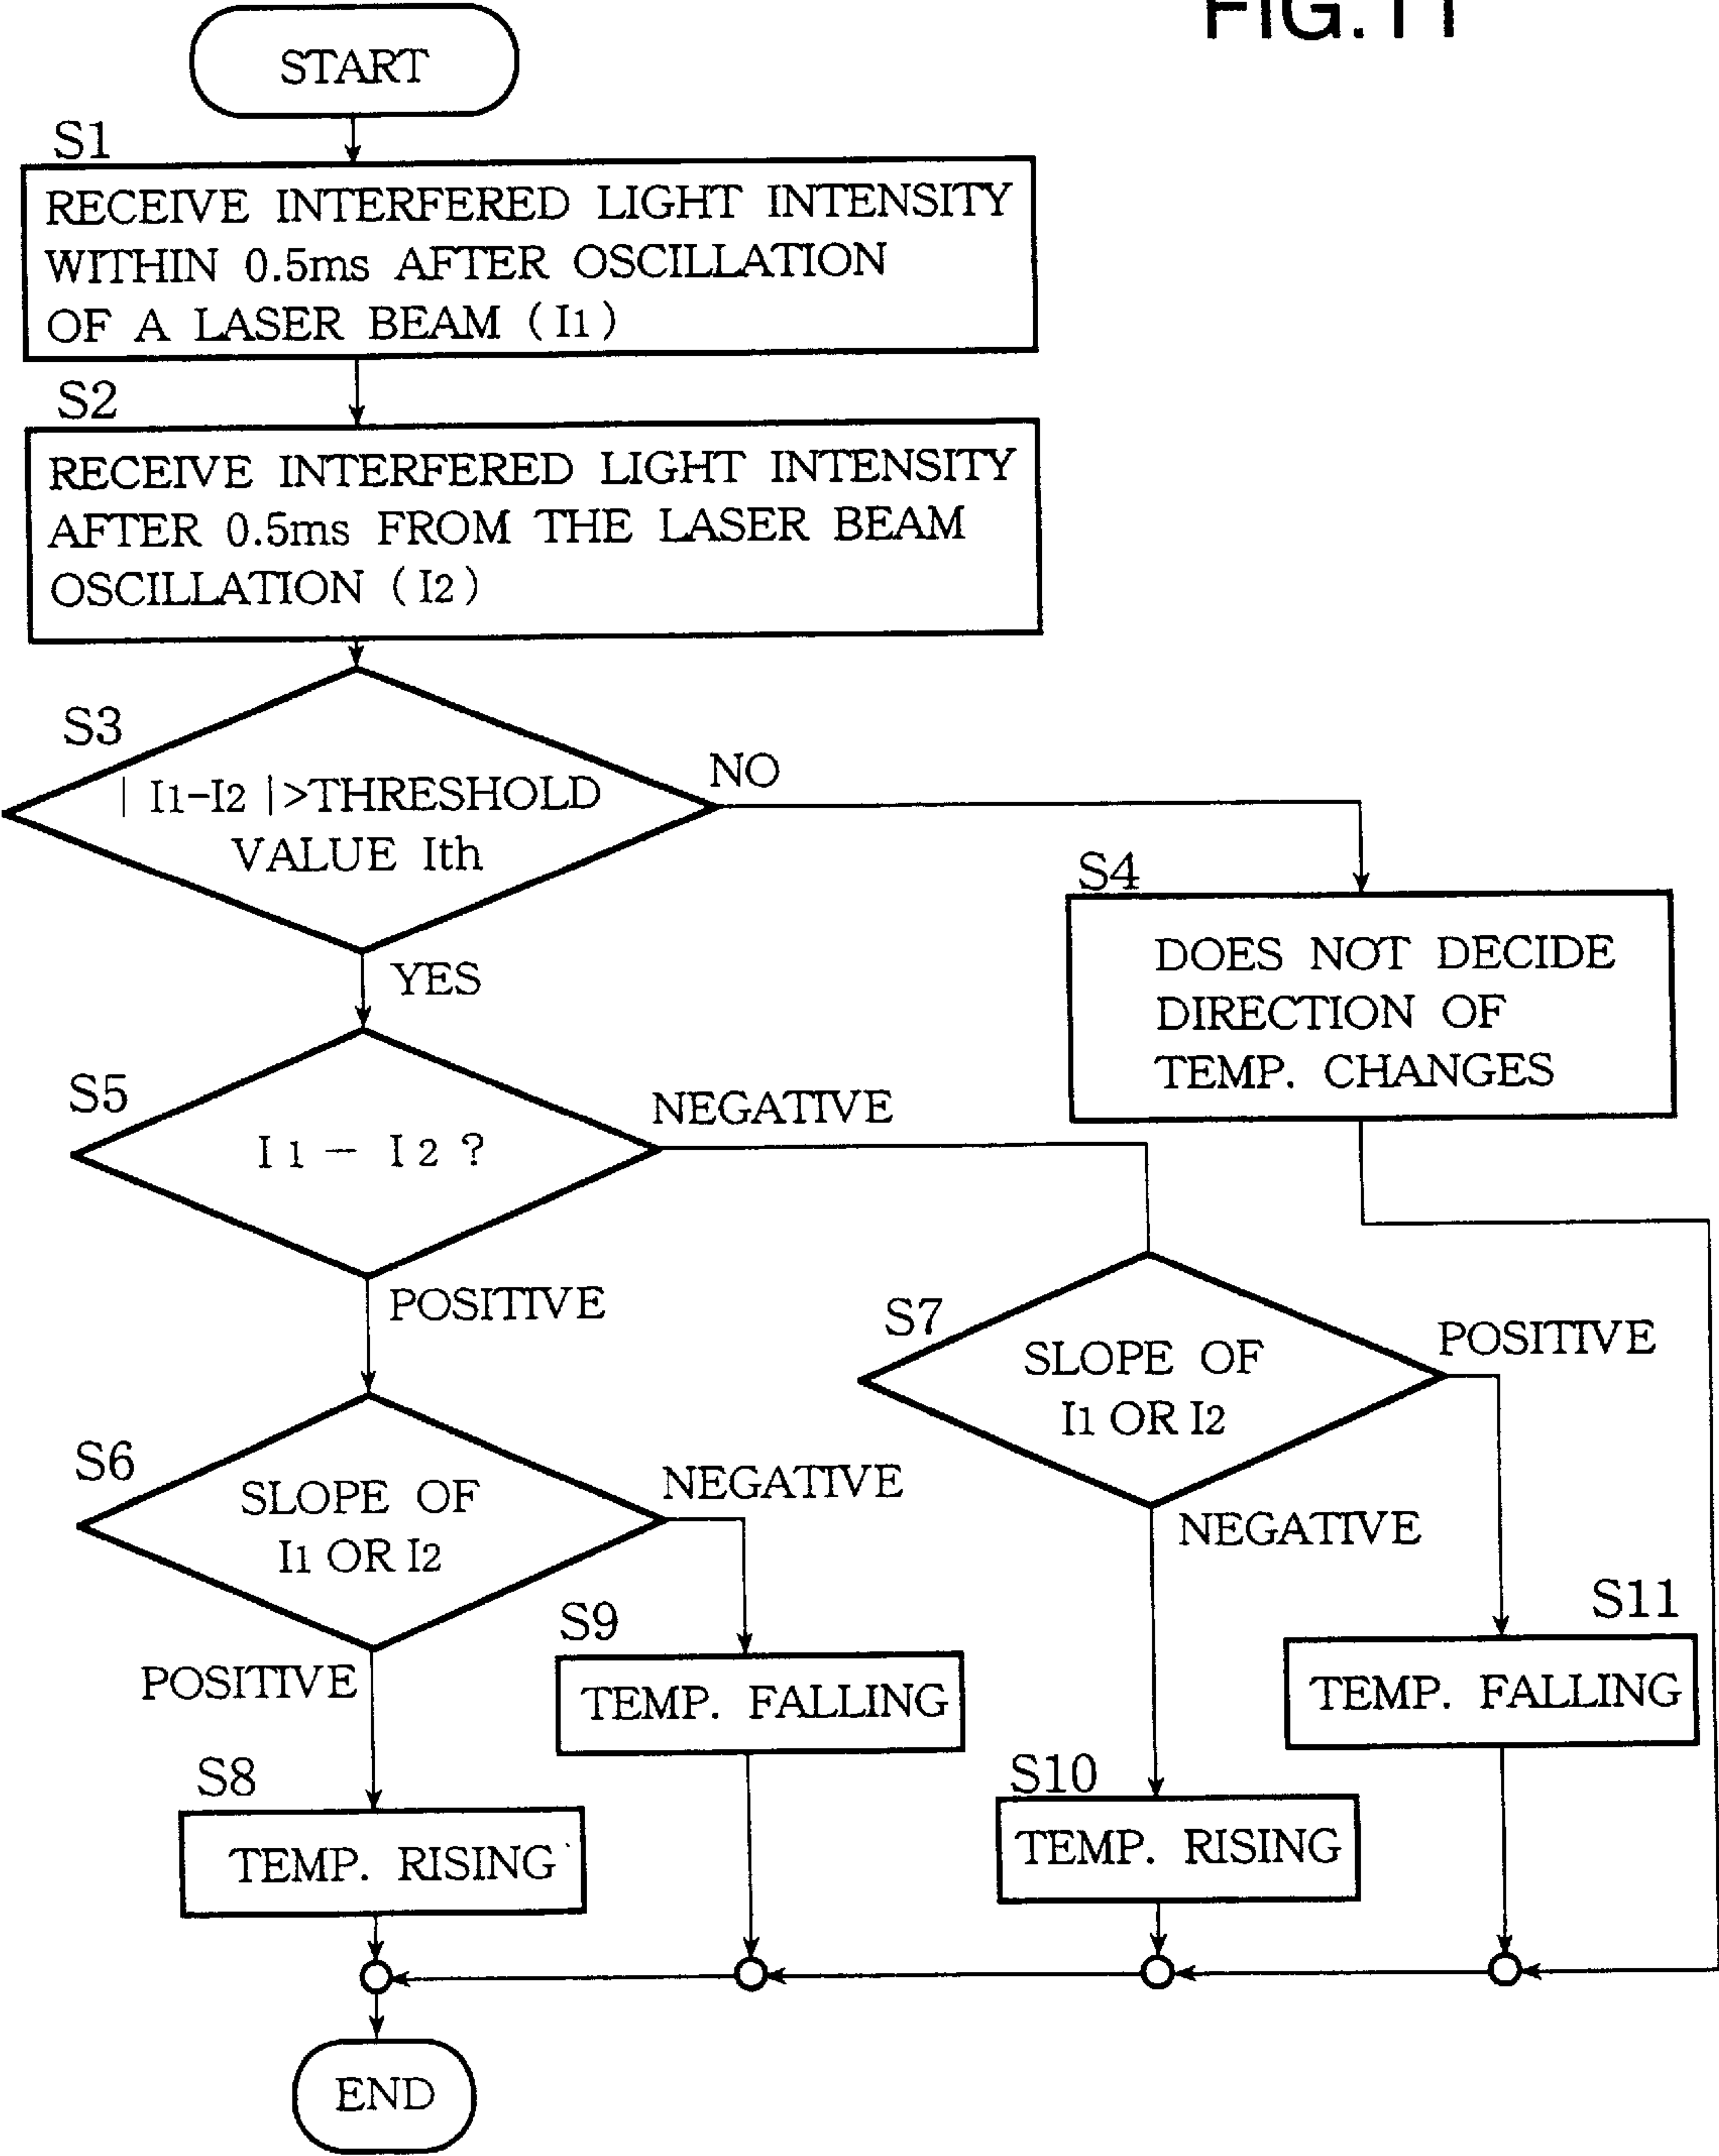 FIG.11
START
S1
RECEIVE INTERFERED LIGHT INTENSITY
WITHIN 0.5ms AFTER OSCILLATION
OF A LASER BEAM (I1)
S2
RECEIVE INTERFERED LIGHT INTENSITY
AFTER 0.5ms FROM THE LASER BEAM
OSCILLATION (I2)
S3
| I1-I2 |>THRESHOLD
VALUE Ith
NO
YES
S4
DOES NOT DECIDE
DIRECTION OF
TEMP. CHANGES
S5
I1 - I2 ?
NEGATIVE
POSITIVE
S7
SLOPE OF
I1 OR I2
POSITIVE
NEGATIVE
S6
SLOPE OF
I1 OR I2
NEGATIVE
POSITIVE
S9
TEMP. FALLING
S11
TEMP. FALLING
S8
TEMP. RISING
S10
TEMP. RISING
END